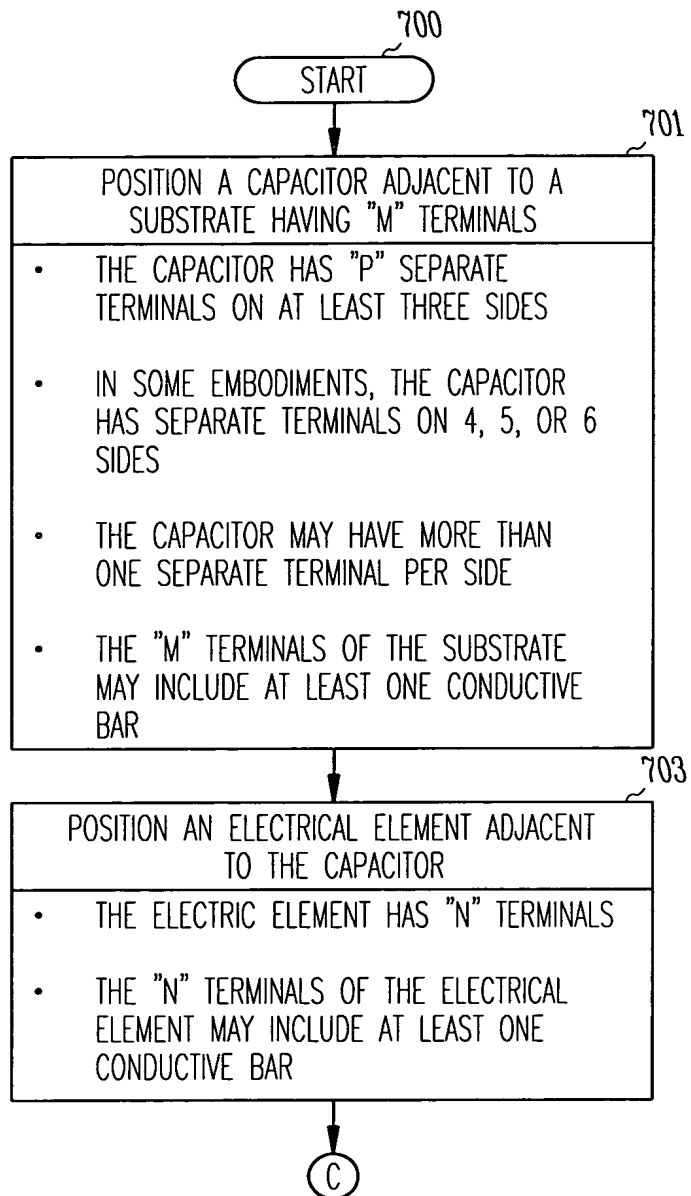 700
START
701
POSITION A CAPACITOR ADJACENT TO A
SUBSTRATE HAVING "M" TERMINALS
• THE CAPACITOR HAS "P" SEPARATE
TERMINALS ON AT LEAST THREE SIDES
• IN SOME EMBODIMENTS, THE CAPACITOR
HAS SEPARATE TERMINALS ON 4, 5, OR 6
SIDES
• THE CAPACITOR MAY HAVE MORE THAN
ONE SEPARATE TERMINAL PER SIDE
• THE "M" TERMINALS OF THE SUBSTRATE
MAY INCLUDE AT LEAST ONE CONDUCTIVE
BAR
703
POSITION AN ELECTRICAL ELEMENT ADJACENT
TO THE CAPACITOR
• THE ELECTRIC ELEMENT HAS "N" TERMINALS
• THE "N" TERMINALS OF THE ELECTRICAL
ELEMENT MAY INCLUDE AT LEAST ONE
CONDUCTIVE BAR
C